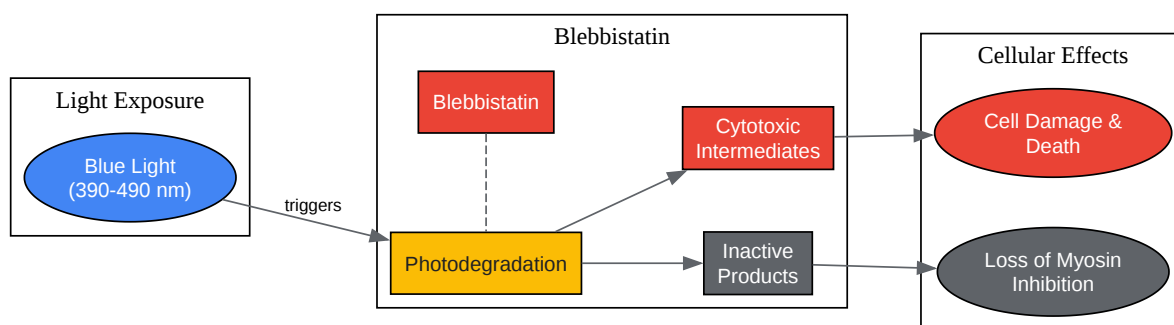 Light Exposure
Blue Light
(390-490 nm)
triggers
Blebbistatin
Blebbistatin
Photodegradation
Cytotoxic
Intermediates
Inactive
Products
Cellular Effects
Cell Damage &
Death
Loss of Myosin
Inhibition